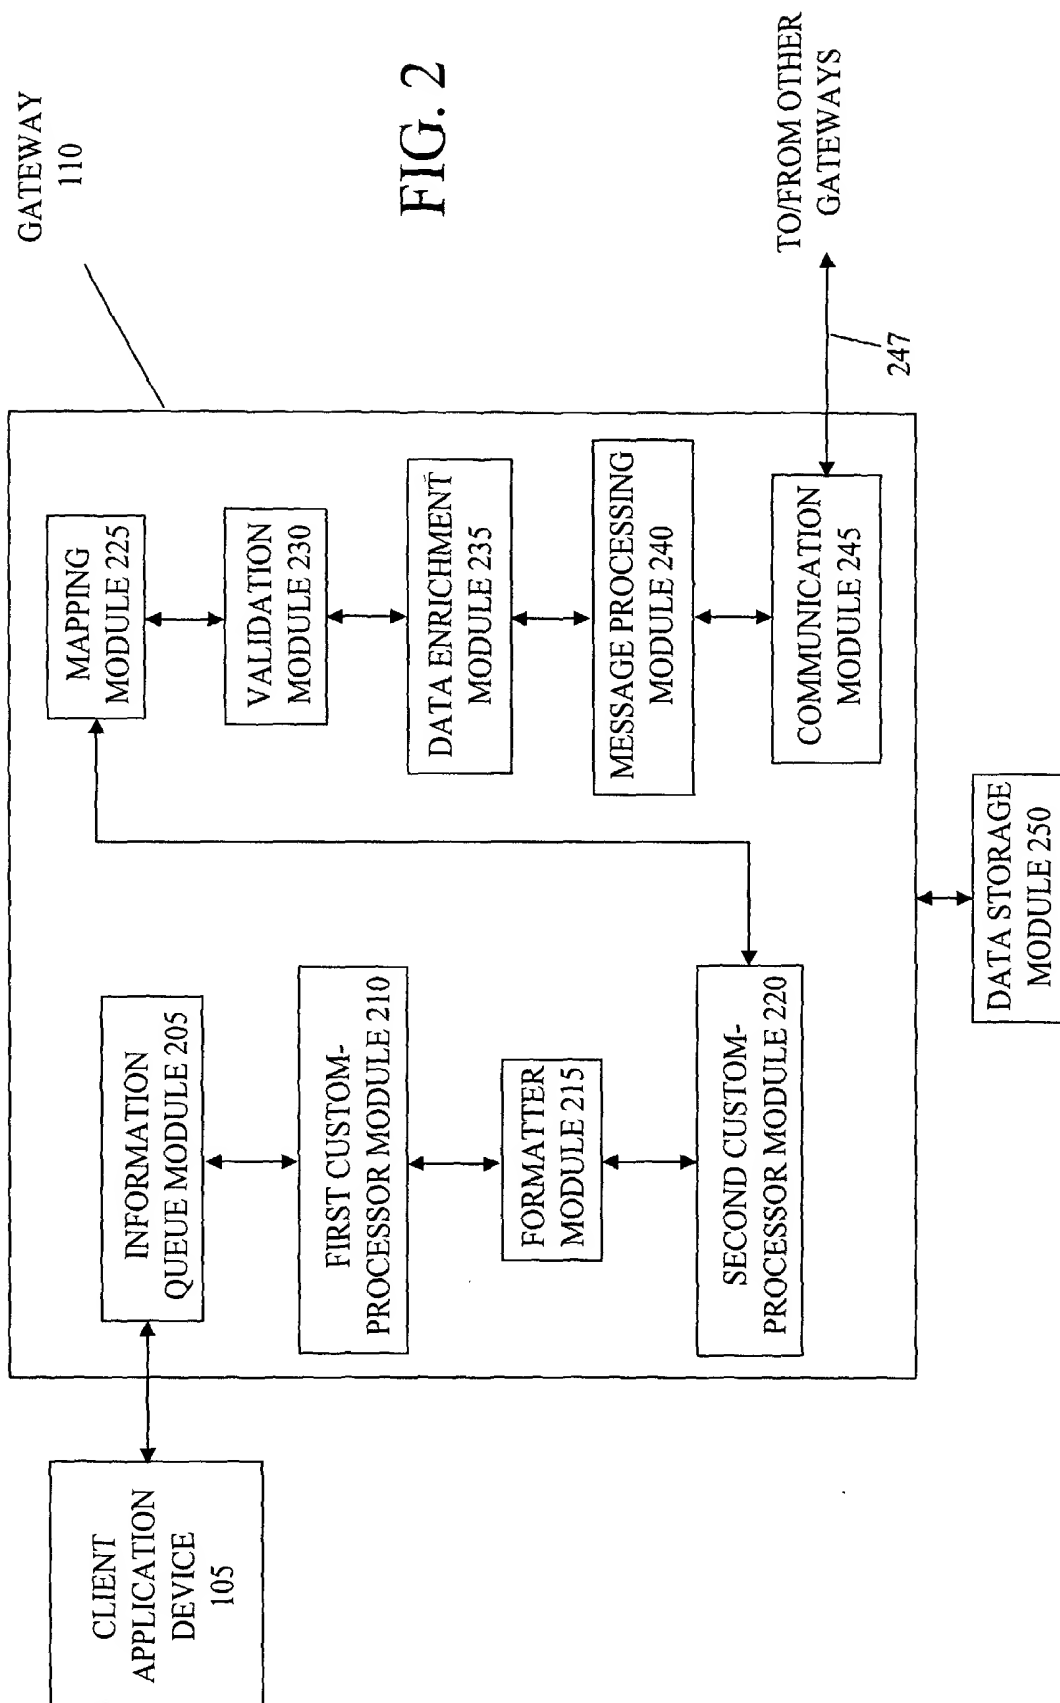 GATEWAY
110
CLIENT
APPLICATION
DEVICE
105
INFORMATION
QUEUE MODULE 205
FIRST CUSTOM-
PROCESSOR MODULE 210
FORMATTER
MODULE 215
SECOND CUSTOM-
PROCESSOR MODULE 220
MAPPING
MODULE 225
VALIDATION
MODULE 230
DATA ENRICHMENT
MODULE 235
MESSAGE PROCESSING
MODULE 240
COMMUNICATION
MODULE 245
247
TO/FROM OTHER
GATEWAYS
DATA STORAGE
MODULE 250
FIG. 2